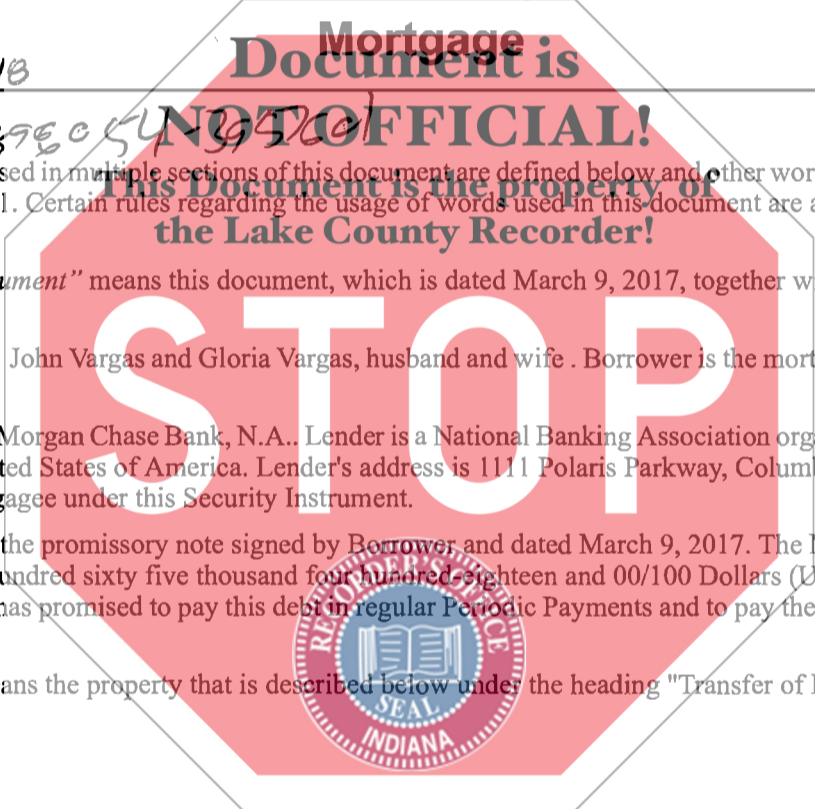 Mortgage
Document is
NOT OFFICIAL!
This Document is the property of
the Lake County Recorder!
sed in multiple sections of this document are defined below and other wor
l. Certain rules regarding the usage of words used in this document are a
ument” means this document, which is dated March 9, 2017, together w
John Vargas and Gloria Vargas, husband and wife . Borrower is the mort
Morgan Chase Bank, N.A.. Lender is a National Banking Association orga
ted States of America. Lender's address is 1111 Polaris Parkway, Columb
gagee under this Security Instrument.
the promissory note signed by Borrower and dated March 9, 2017. The N
undred sixty five thousand four hundred-eighteen and 00/100 Dollars (U
has promised to pay this debt in regular Periodic Payments and to pay the
ans the property that is described below under the heading "Transfer of
STOP
RECORDER'S OFFICE
SEAL
INDIANA